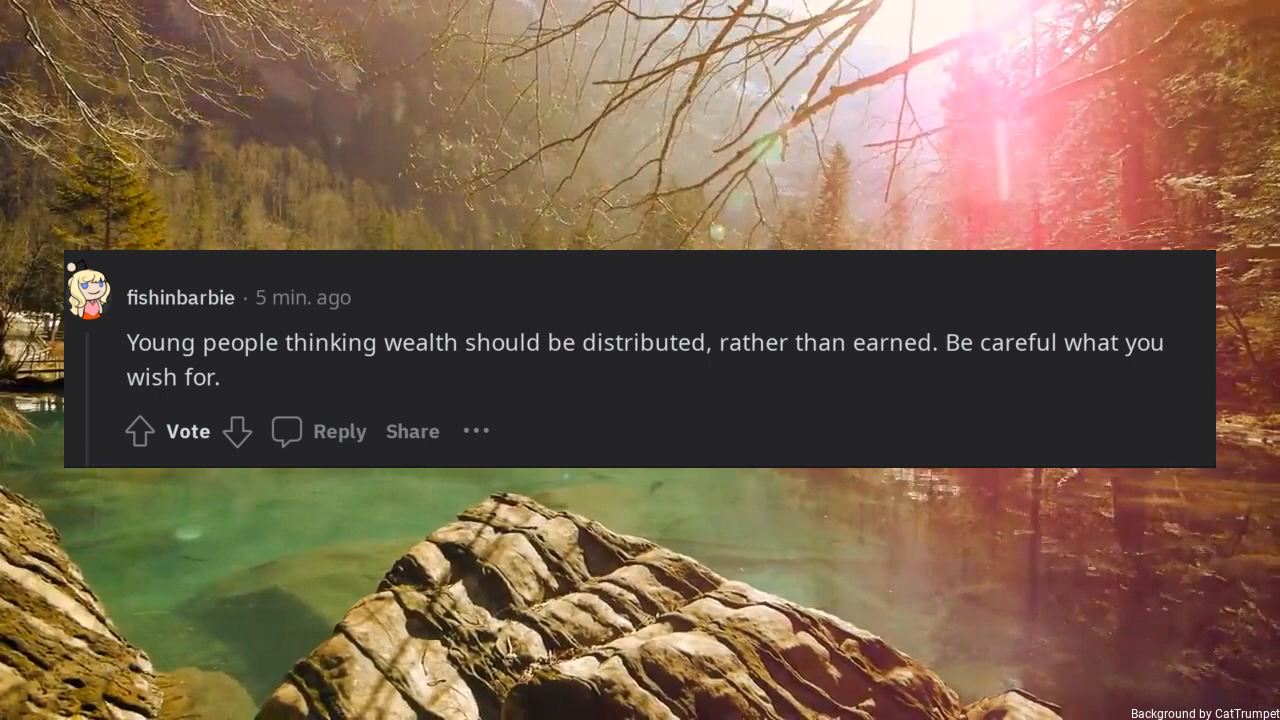 fishinbarbie · 5 min. ago
Young people thinking wealth should be distributed, rather than earned. Be careful what you
wish for.
Vote Reply Share ···
Background by CatTrumpet